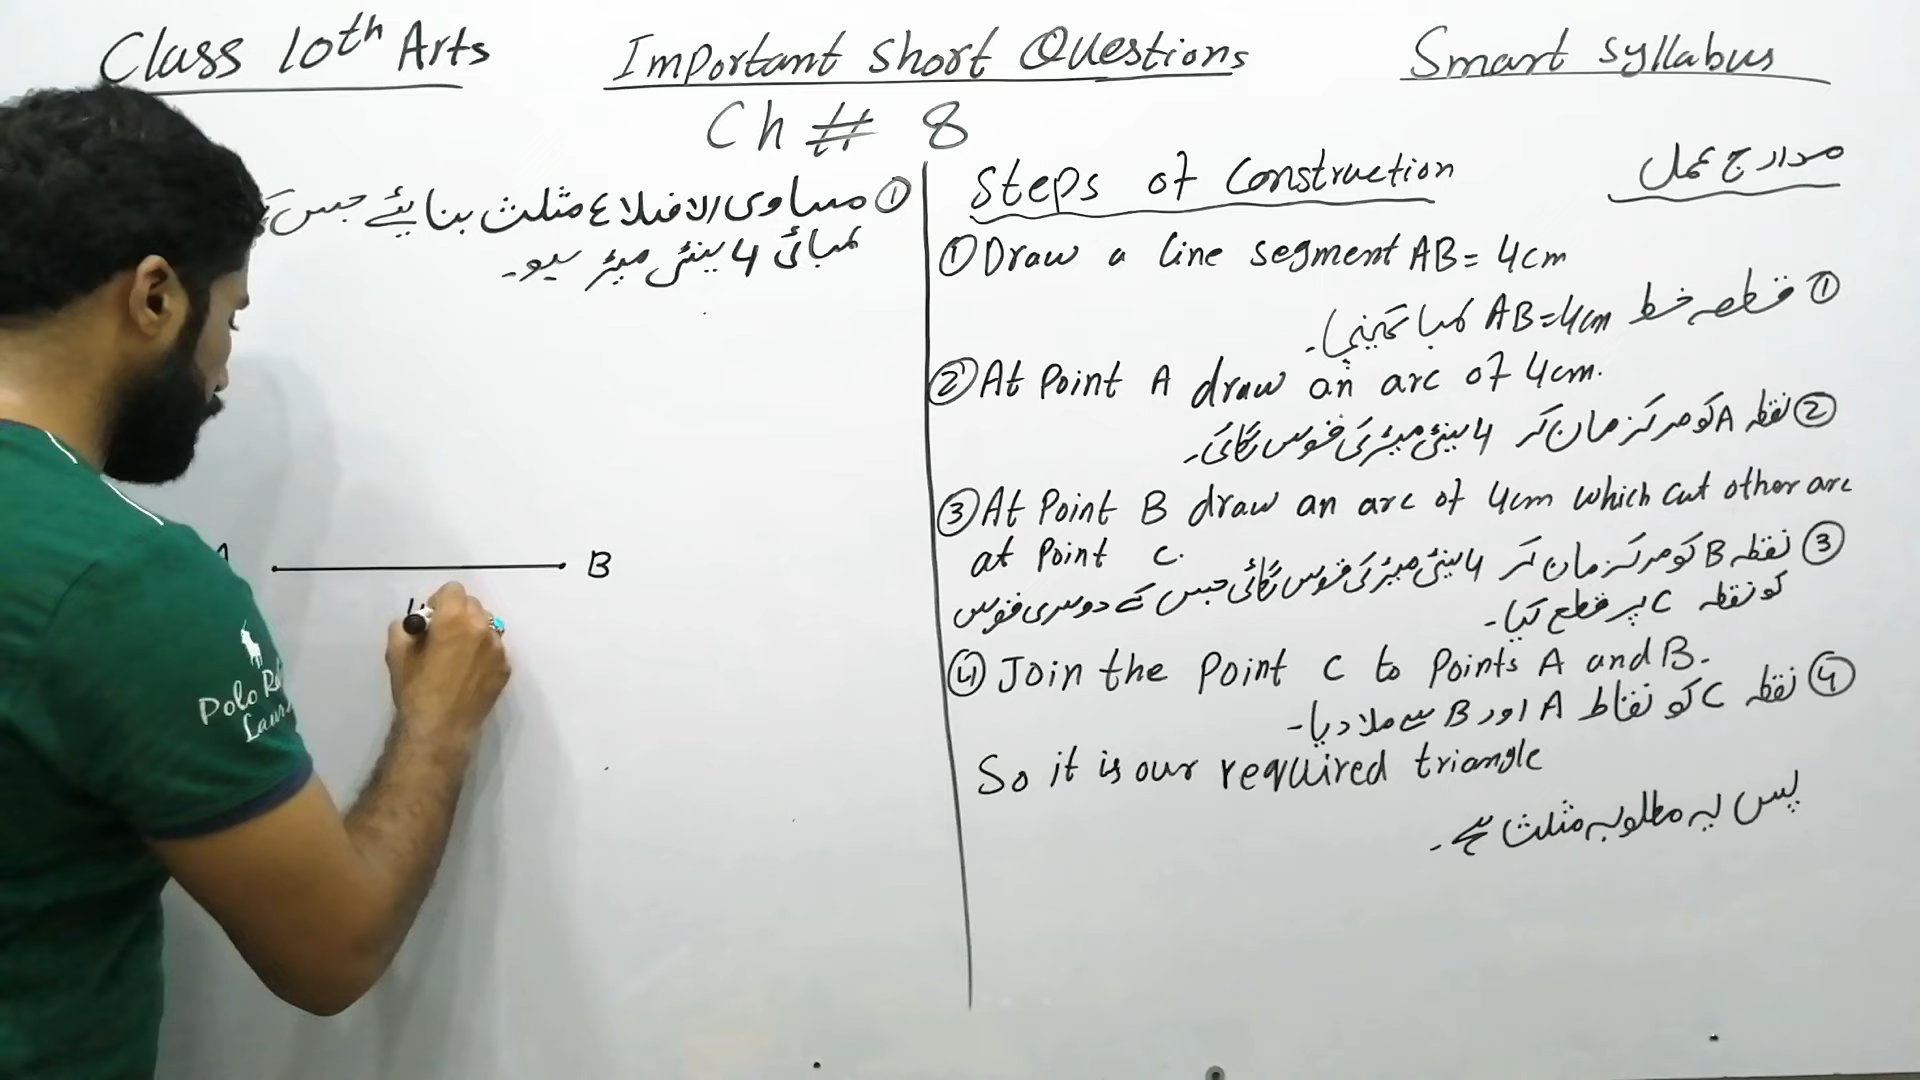 Class 10th Arts
Important Short Questions
Smart Syllabus
Ch # 8
① مساوی الاضلاع مثلث بنایئے جس
لمبائی 4 سینٹی میٹر ہو۔
A B
Polo Ra
Laur
Steps of Construction
مدارج عمل
① Draw a line segment AB = 4cm
① قطعہ خط AB=4cm لمبا کھینچا۔
② At Point A draw an arc of 4cm.
② نقطہ A کو مرکز مان کر 4 سینٹی میٹر کی قوس لگائی۔
③ At Point B draw an arc of 4cm which cut other arc
at Point C.
③ نقطہ B کو مرکز مان کر 4 سینٹی میٹر کی قوس لگائی جس کے دوسری قوس
کو نقطہ C پر قطع کیا۔
④ Join the Point C to Points A and B.
④ نقطہ C کو نقاط A اور B سے ملا دیا۔
So it is our required triangle
پس یہ مطلوبہ مثلث ہے۔